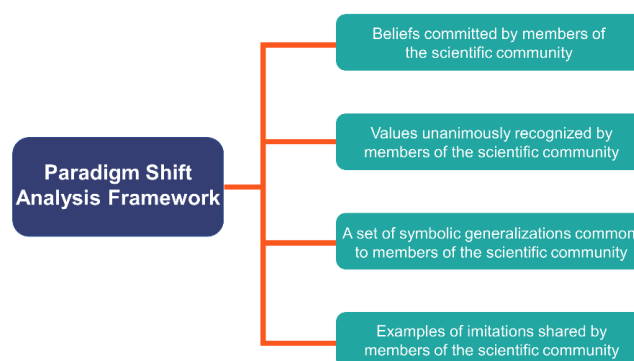 Paradigm Shift
Analysis Framework
Beliefs committed by members of
the scientific community
Values unanimously recognized by
members of the scientific community
A set of symbolic generalizations common
to members of the scientific community
Examples of imitations shared by
members of the scientific community